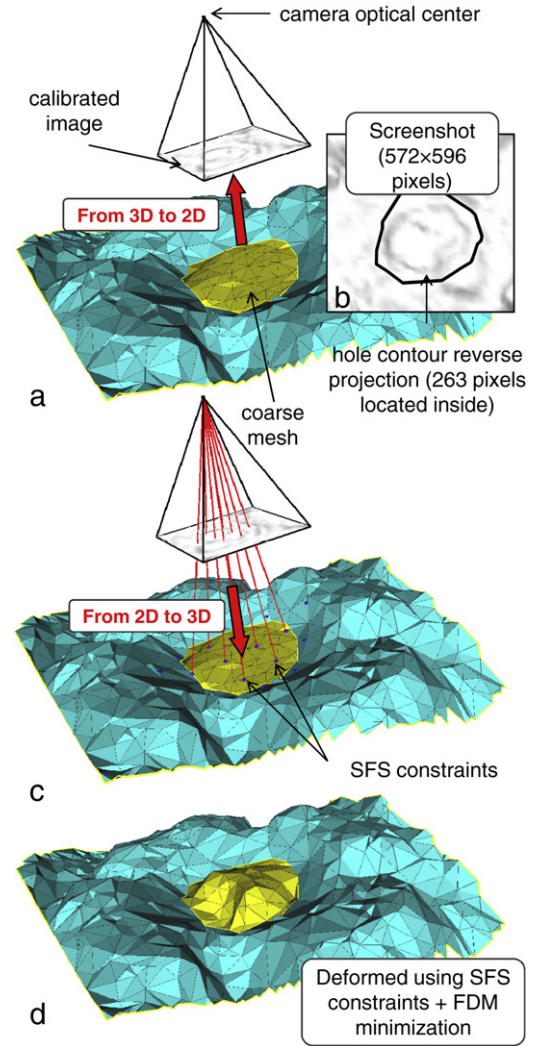 camera optical center
calibrated
image
Screenshot
(572×596
pixels)
From 3D to 2D
b
hole contour reverse
projection (263 pixels
located inside)
a
coarse
mesh
From 2D to 3D
SFS constraints
c
Deformed using SFS
constraints + FDM
minimization
d